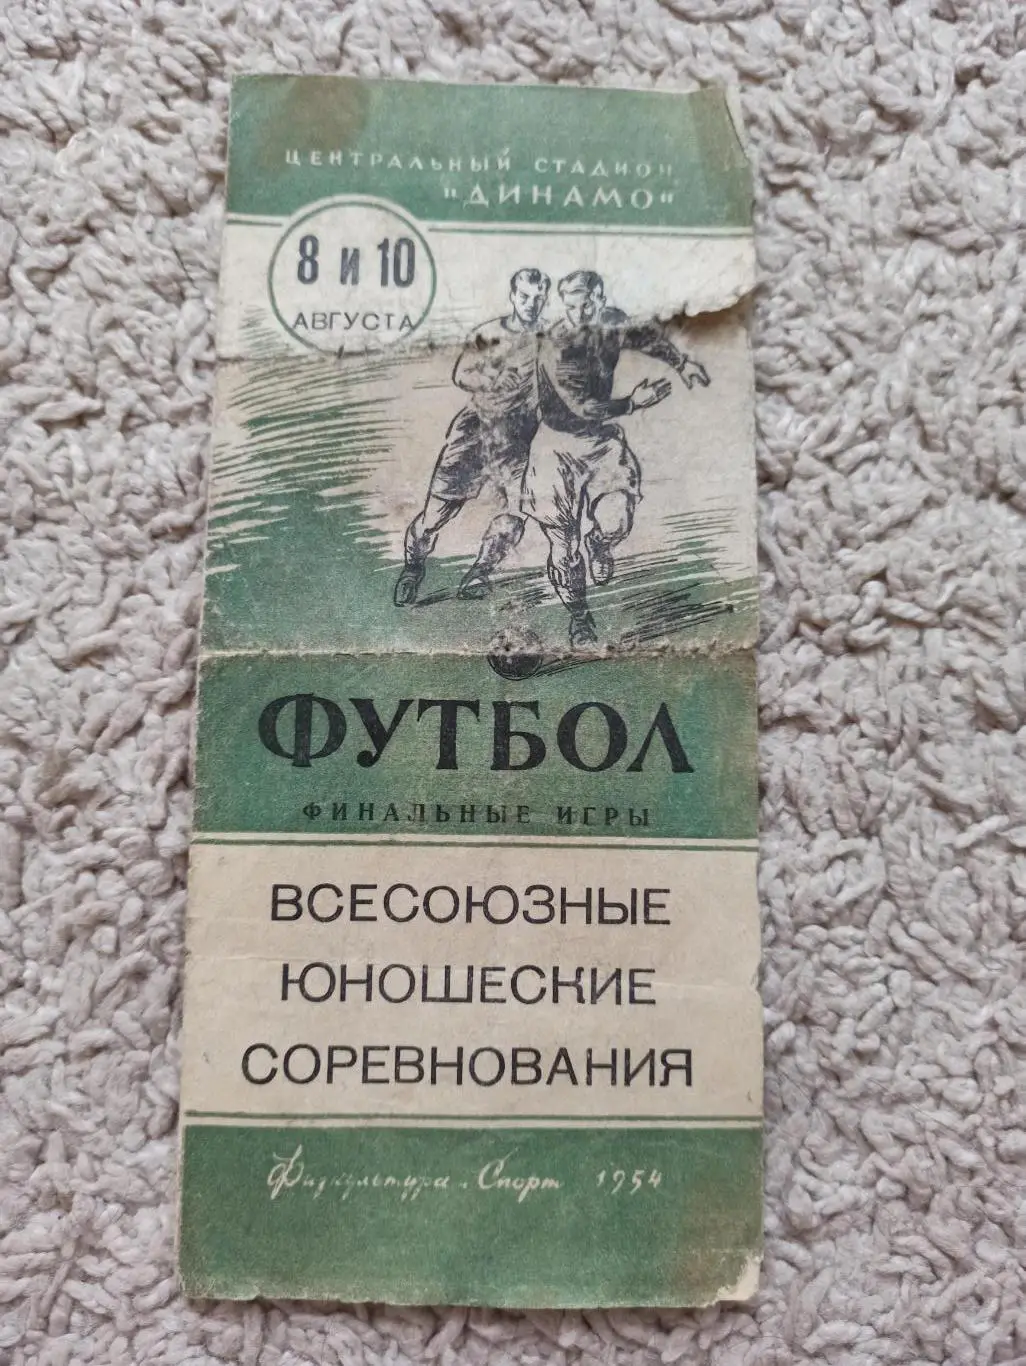 ЦЕНТРАЛЬНЫЙ СТАДИОН
"ДИНАМО"
8 и 10
АВГУСТА
ФУТБОЛ
ФИНАЛЬНЫЕ ИГРЫ
ВСЕСОЮЗНЫЕ
ЮНОШЕСКИЕ
СОРЕВНОВАНИЯ
Физкультура и Спорт 1954